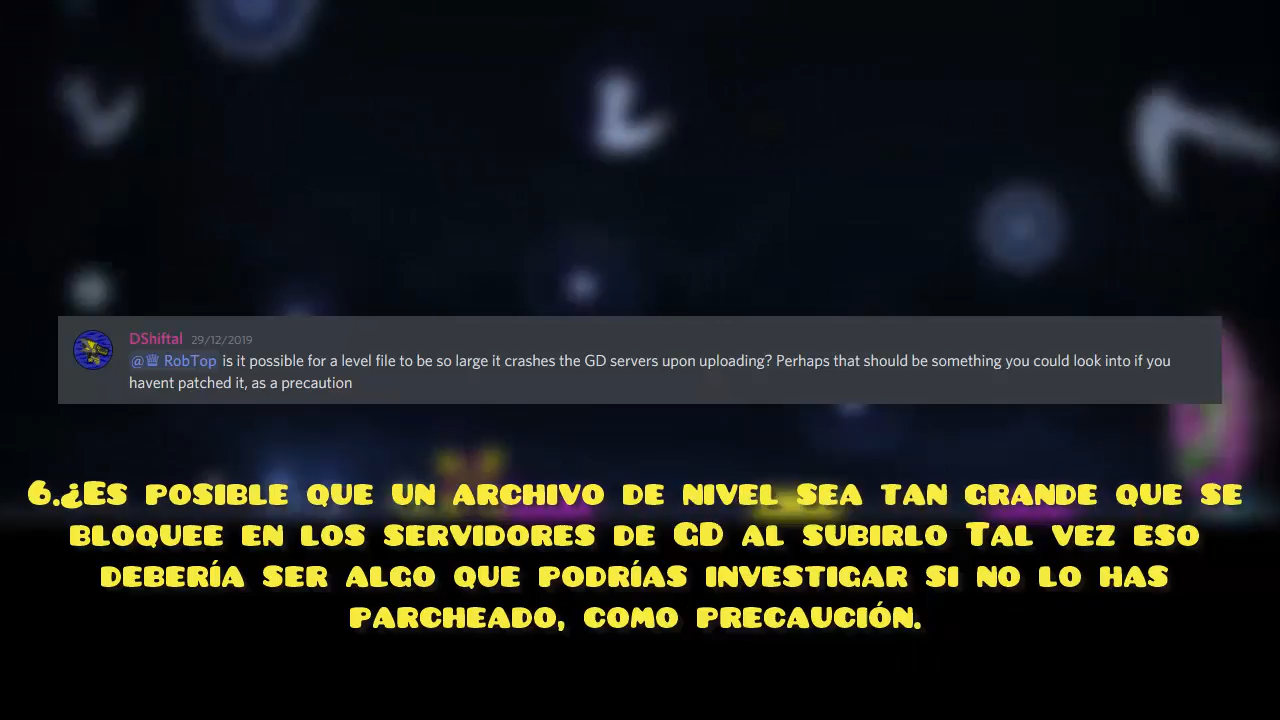 DShiftal 29/12/2019
@♕ RobTop is it possible for a level file to be so large it crashes the GD servers upon uploading? Perhaps that should be something you could look into if you
havent patched it, as a precaution
6.¿Es posible que un archivo de nivel sea tan grande que se
bloquee en los servidores de GD al subirlo Tal vez eso
debería ser algo que podrías investigar si no lo has
parcheado, como precaución.